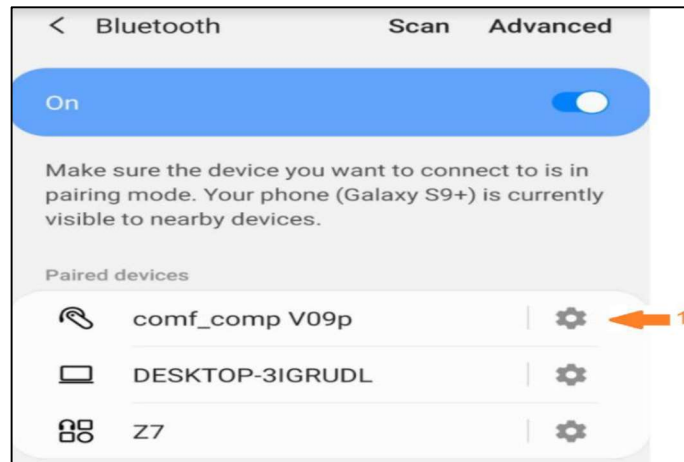 Bluetooth Scan Advanced
On
Make sure the device you want to connect to is in
pairing mode. Your phone (Galaxy S9+) is currently
visible to nearby devices.
Paired devices
comf_comp V09p 1
DESKTOP-3IGRUDL
Z7